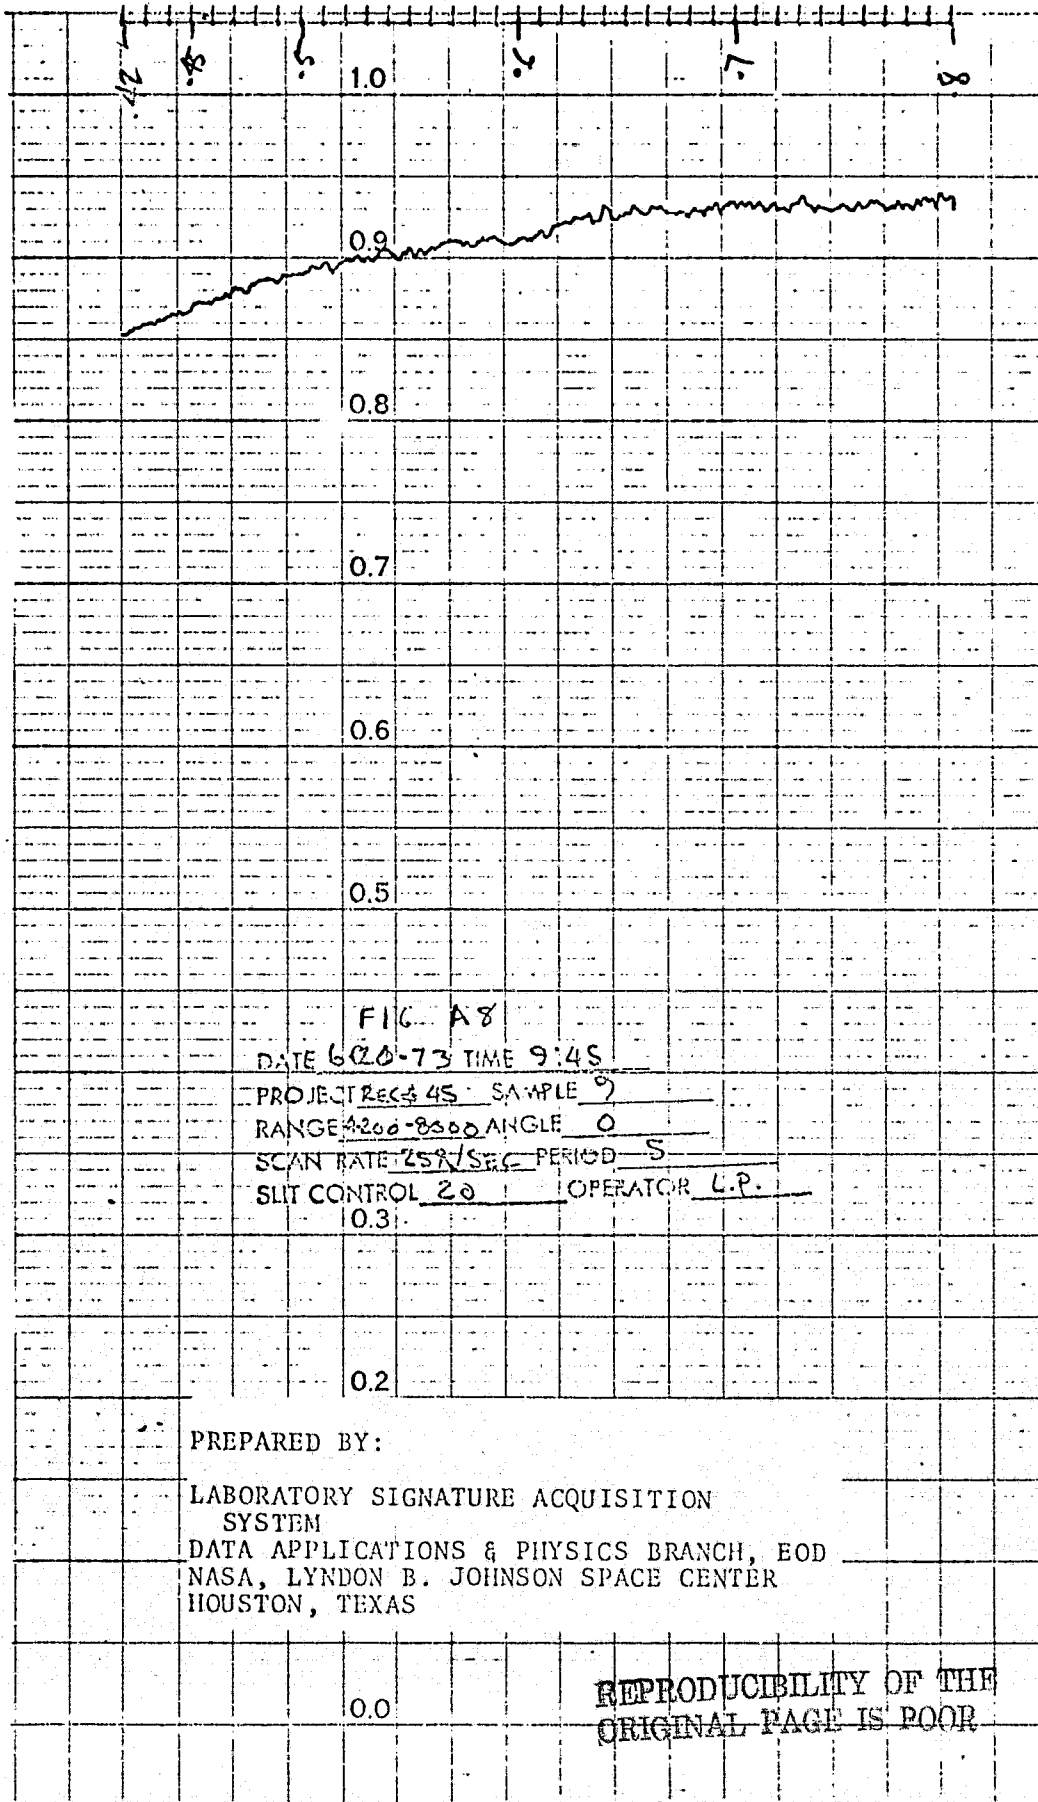 .42 .45 .5 .6 .7 .8
1.0
0.9
0.8
0.7
0.6
0.5
FIG A8
DATE 6-20-73 TIME 9:45
PROJECT REC# 45 SAMPLE 9
RANGE 4200-8000 ANGLE 0
SCAN RATE 25Å/SEC PERIOD 5
SLIT CONTROL 20 OPERATOR L.P.
0.3
0.2
PREPARED BY:
LABORATORY SIGNATURE ACQUISITION
SYSTEM
DATA APPLICATIONS & PHYSICS BRANCH, EOD
NASA, LYNDON B. JOHNSON SPACE CENTER
HOUSTON, TEXAS
0.0
REPRODUCIBILITY OF THE
ORIGINAL PAGE IS POOR